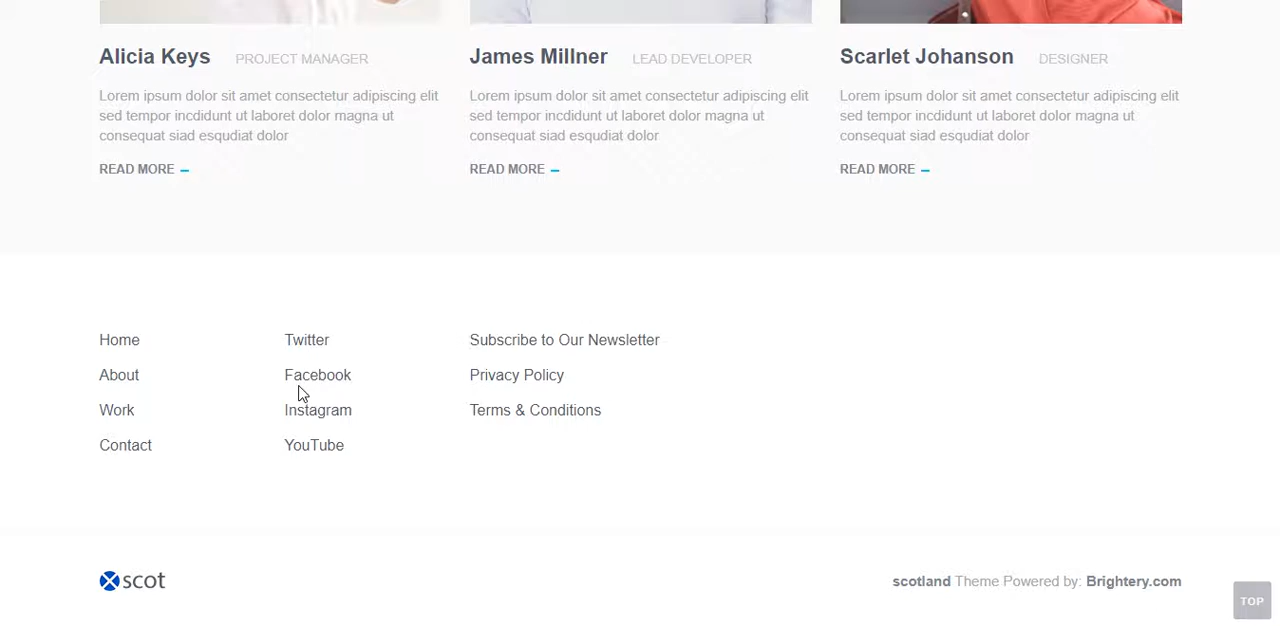 Alicia Keys PROJECT MANAGER
Lorem ipsum dolor sit amet consectetur adipiscing elit
sed tempor incdidunt ut laboret dolor magna ut
consequat siad esqudiat dolor
READ MORE –
James Millner LEAD DEVELOPER
Lorem ipsum dolor sit amet consectetur adipiscing elit
sed tempor incdidunt ut laboret dolor magna ut
consequat siad esqudiat dolor
READ MORE –
Scarlet Johanson DESIGNER
Lorem ipsum dolor sit amet consectetur adipiscing elit
sed tempor incdidunt ut laboret dolor magna ut
consequat siad esqudiat dolor
READ MORE –
Home
About
Work
Contact
Twitter
Facebook
Instagram
YouTube
Subscribe to Our Newsletter
Privacy Policy
Terms & Conditions
scot
scotland Theme Powered by: Brightery.com
TOP